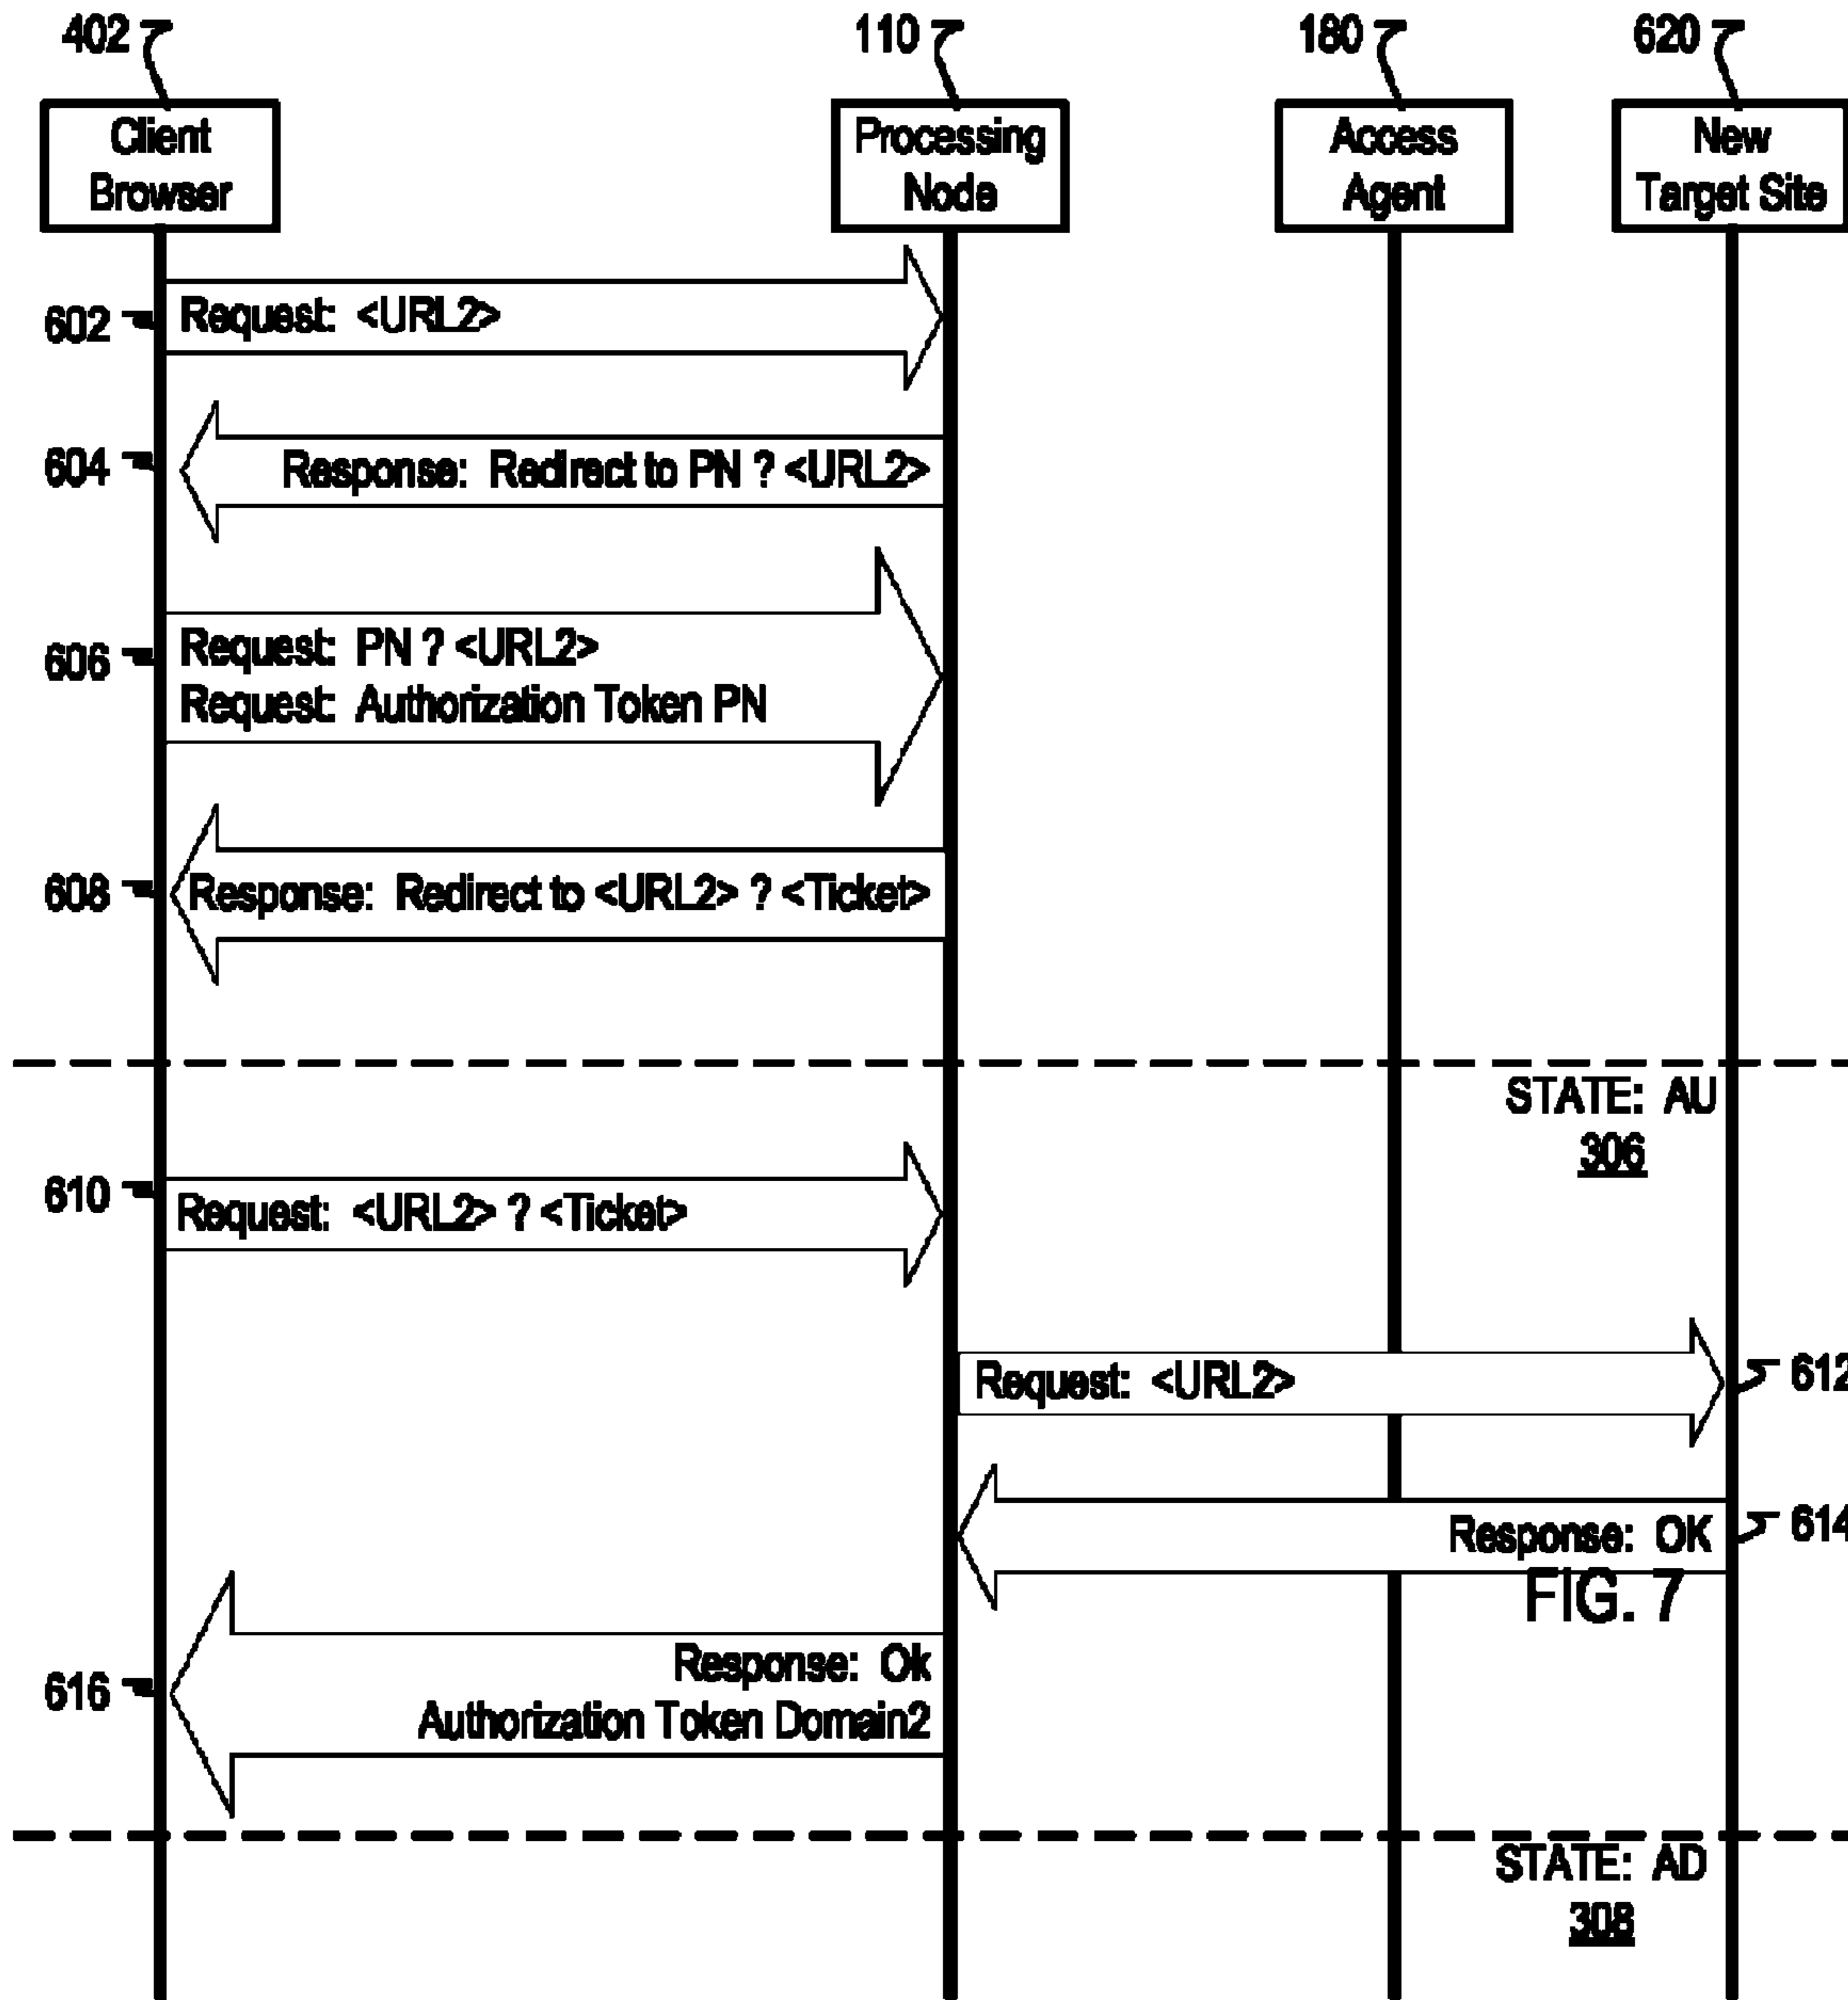 402
110
180
620
Client
Browser
Processing
Node
Access
Agent
New
Target Site
602
Request: <URL2>
604
Response: Redirect to PN ? <URL2>
606
Request: PN ? <URL2>
Request: Authorization Token PN
608
Response: Redirect to <URL2> ? <Ticket>
STATE: AU
306
610
Request: <URL2> ? <Ticket>
Request: <URL2>
612
Response: OK
614
FIG. 7
616
Response: Ok
Authorization Token Domain2
STATE: AD
308